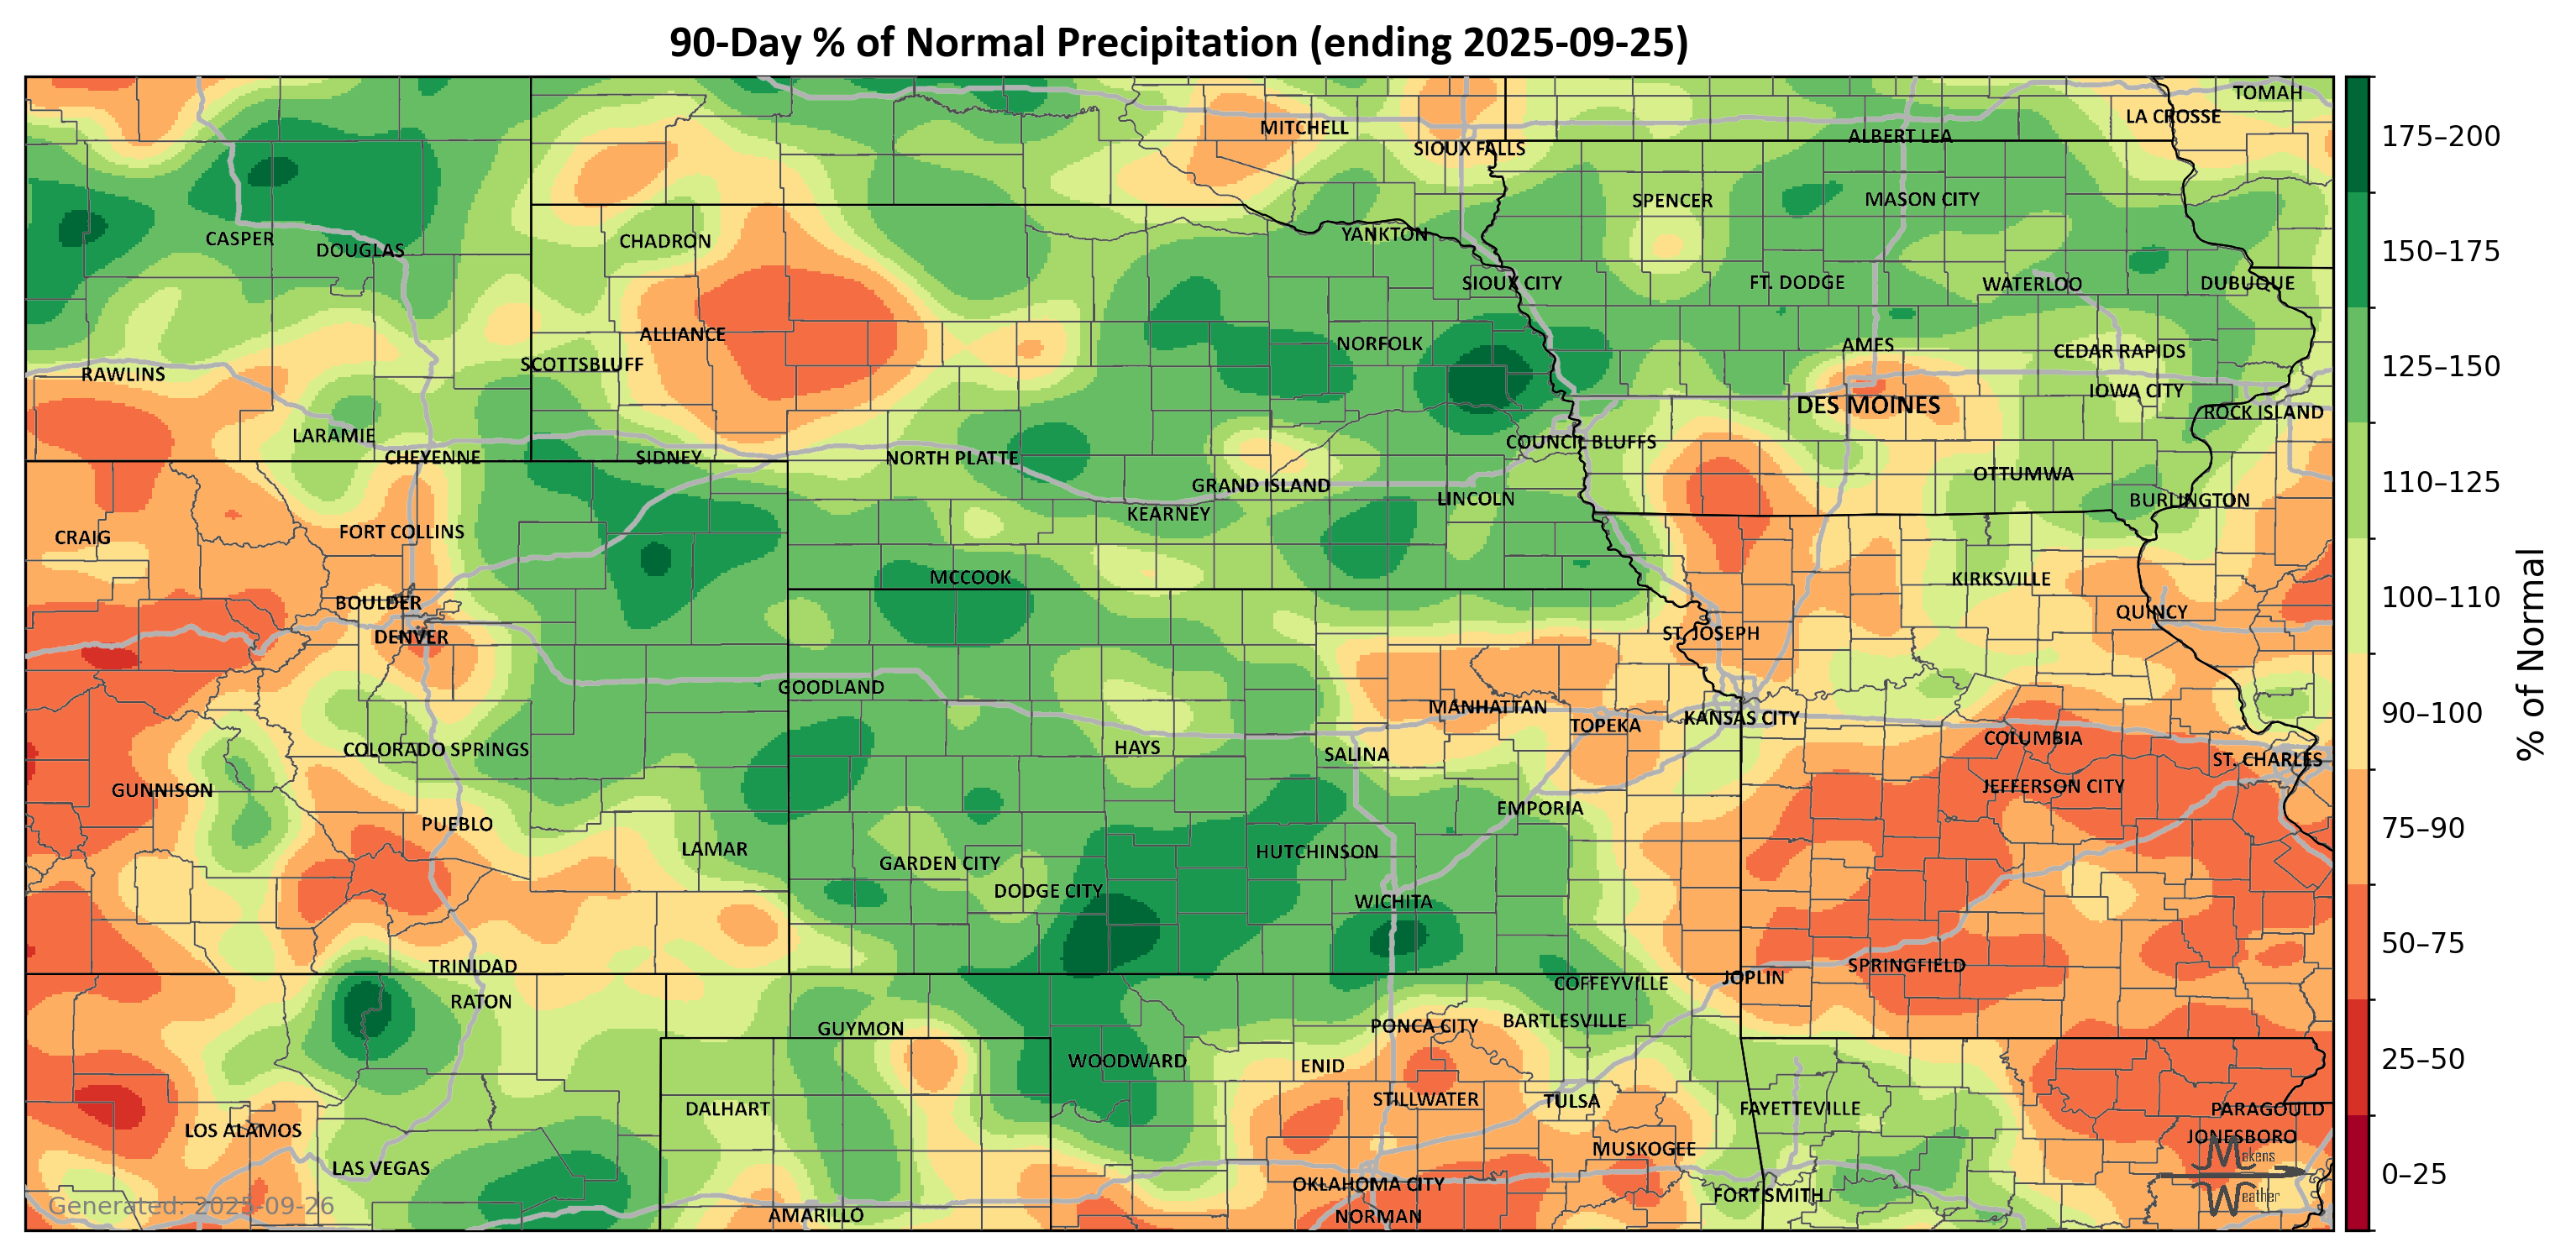 90-Day % of Normal Precipitation (ending 2025-09-25)
TOMAH
LA CROSSE
MITCHELL
ALBERT LEA
SIOUX FALLS
SPENCER
MASON CITY
CHADRON
YANKTON
CASPER
DOUGLAS
SIOUX CITY
FT. DODGE
WATERLOO
DUBUQUE
ALLIANCE
NORFOLK
AMES
CEDAR RAPIDS
SCOTTSBLUFF
RAWLINS
IOWA CITY
DES MOINES
ROCK ISLAND
LARAMIE
COUNCIL BLUFFS
CHEYENNE
SIDNEY
NORTH PLATTE
OTTUMWA
GRAND ISLAND
LINCOLN
BURLINGTON
KEARNEY
CRAIG
FORT COLLINS
MCCOOK
KIRKSVILLE
BOULDER
QUINCY
DENVER
ST. JOSEPH
GOODLAND
MANHATTAN
TOPEKA
KANSAS CITY
COLUMBIA
COLORADO SPRINGS
HAYS
SALINA
ST. CHARLES
GUNNISON
JEFFERSON CITY
EMPORIA
PUEBLO
LAMAR
GARDEN CITY
HUTCHINSON
DODGE CITY
WICHITA
TRINIDAD
SPRINGFIELD
JOPLIN
COFFEYVILLE
RATON
GUYMON
PONCA CITY
BARTLESVILLE
WOODWARD
ENID
STILLWATER
TULSA
DALHART
FAYETTEVILLE
PARAGOULD
LOS ALAMOS
JONESBORO
MUSKOGEE
LAS VEGAS
OKLAHOMA CITY
FORT SMITH
AMARILLO
NORMAN
Generated: 2025-09-26
Makens
Weather
175–200
150–175
125–150
110–125
100–110
90–100
75–90
50–75
25–50
0–25
% of Normal